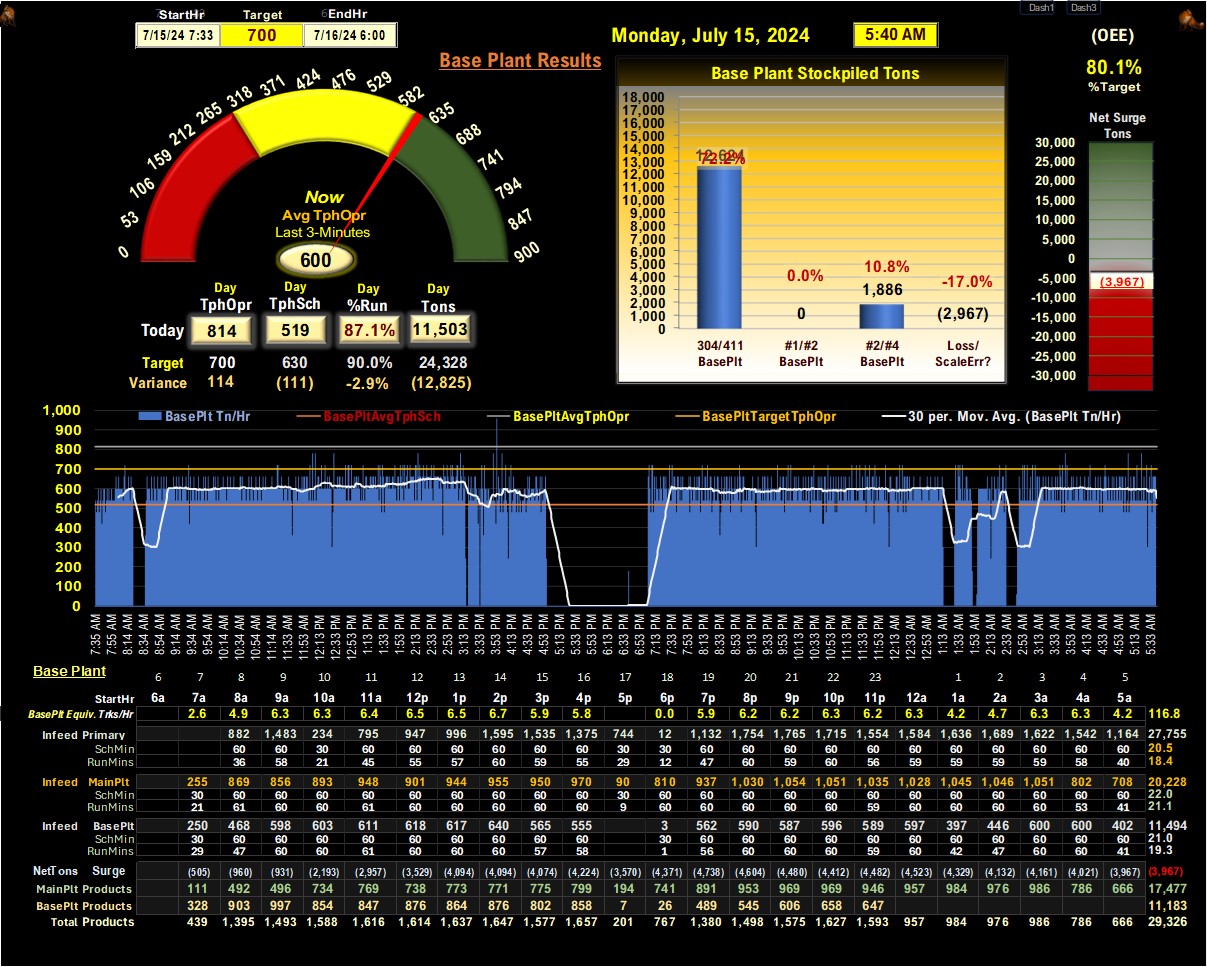 Dash1 Dash3
StartHr Target EndHr
7/15/24 7:33 700 7/16/24 6:00
Monday, July 15, 2024 5:40 AM
(OEE)
80.1%
%Target
Base Plant Results
Base Plant Stockpiled Tons
Net Surge
Tons
0 53 106 159 212 265 318 371 424 476 529 582 635 688 741 794 847 900
Now
Avg TphOpr
Last 3-Minutes
600
18,000
17,000
16,000
15,000
14,000
13,000
12,000
11,000
10,000
9,000
8,000
7,000
6,000
5,000
4,000
3,000
2,000
1,000
0
72.2%
0.0%
0
10.8%
1,886
-17.0%
(2,967)
304/411 #1/#2 #2/#4 Loss/
BasePlt BasePlt BasePlt ScaleErr?
30,000
25,000
20,000
15,000
10,000
5,000
0
-5,000
-10,000
-15,000
-20,000
-25,000
-30,000
(3,967)
Day Day Day Day
TphOpr TphSch %Run Tons
Today 814 519 87.1% 11,503
Target 700 630 90.0% 24,328
Variance 114 (111) -2.9% (12,825)
BasePlt Tn/Hr BasePltAvgTphSch BasePltAvgTphOpr BasePltTargetTphOpr 30 per. Mov. Avg. (BasePlt Tn/Hr)
1,000
900
800
700
600
500
400
300
200
100
0
7:35 AM 7:55 AM 8:14 AM 8:34 AM 9:14 AM 9:34 AM 9:54 AM 10:14 AM 10:34 AM 10:54 AM 11:14 AM 11:33 AM 11:53 AM 12:13 PM 12:33 PM 12:53 PM 1:13 PM 1:33 PM 1:53 PM 2:13 PM 2:33 PM 2:53 PM 3:13 PM 3:33 PM 3:53 PM 4:13 PM 4:33 PM 4:53 PM 5:13 PM 5:33 PM 5:53 PM 6:13 PM 6:33 PM 6:53 PM 7:13 PM 7:33 PM 7:53 PM 8:13 PM 8:33 PM 8:53 PM 9:13 PM 9:33 PM 9:53 PM 10:13 PM 10:33 PM 10:53 PM 11:13 PM 11:33 PM 11:53 PM 12:13 AM 12:33 AM 12:53 AM 1:13 AM 1:33 AM 1:53 AM 2:13 AM 2:33 AM 2:53 AM 3:13 AM 3:33 AM 3:53 AM 4:13 AM 4:33 AM 4:53 AM 5:13 AM 5:33 AM
Base Plant 6 7 8 9 10 11 12 13 14 15 16 17 18 19 20 21 22 23 1 2 3 4 5
StartHr 6a 7a 8a 9a 10a 11a 12p 1p 2p 3p 4p 5p 6p 7p 8p 9p 10p 11p 12a 1a 2a 3a 4a 5a
BasePlt Equiv. Trks/Hr 2.6 4.9 6.3 6.3 6.4 6.5 6.5 6.7 5.9 5.8 0.0 5.9 6.2 6.2 6.3 6.2 6.3 4.2 4.7 6.3 6.3 4.2 116.8
Infeed Primary 882 1,483 234 795 947 996 1,595 1,535 1,375 744 12 1,132 1,754 1,765 1,715 1,554 1,584 1,636 1,689 1,622 1,542 1,164 27,755
SchMin 60 60 30 60 60 60 60 60 60 30 30 60 60 60 60 60 60 60 60 60 60 60 20.5
RunMins 36 58 21 45 55 57 60 59 55 29 12 47 60 59 60 56 60 59 59 59 58 40 18.4
Infeed MainPlt 255 869 856 893 948 901 944 955 950 970 90 810 937 1,030 1,054 1,051 1,035 1,028 1,045 1,046 1,051 802 708 20,228
SchMin 30 60 60 60 60 60 60 60 60 60 30 60 60 60 60 60 60 60 60 60 60 60 60 22.0
RunMins 21 61 60 60 61 60 60 60 60 60 9 60 60 60 60 60 59 60 60 60 60 53 41 21.1
Infeed BasePlt 250 468 598 603 611 618 617 640 565 555 3 562 590 587 596 589 597 397 446 600 600 402 11,494
SchMin 30 60 60 60 60 60 60 60 60 60 30 60 60 60 60 60 60 60 60 60 60 60 21.0
RunMins 29 47 60 60 61 60 60 60 57 58 1 56 60 60 60 59 60 42 47 60 60 41 19.3
NetTons Surge (505) (960) (931) (2,193) (2,957) (3,529) (4,094) (4,094) (4,074) (4,224) (3,570) (4,371) (4,738) (4,604) (4,480) (4,412) (4,482) (4,523) (4,329) (4,132) (4,161) (4,021) (3,967) (3,967)
MainPlt Products 111 492 496 734 769 738 773 771 775 799 194 741 891 953 969 969 946 957 984 976 986 786 666 17,477
BasePlt Products 328 903 997 854 847 876 864 876 802 858 7 26 489 545 606 658 647 11,183
Total Products 439 1,395 1,493 1,588 1,616 1,614 1,637 1,647 1,577 1,657 201 767 1,380 1,498 1,575 1,627 1,593 957 984 976 986 786 666 29,326